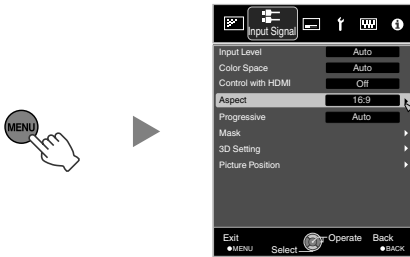 MENU
Input Signal
Input Level Auto
Color Space Auto
Control with HDMI Off
Aspect 16:9
Progressive Auto
Mask
3D Setting
Picture Position
Exit Operate Back
●MENU Select ●BACK